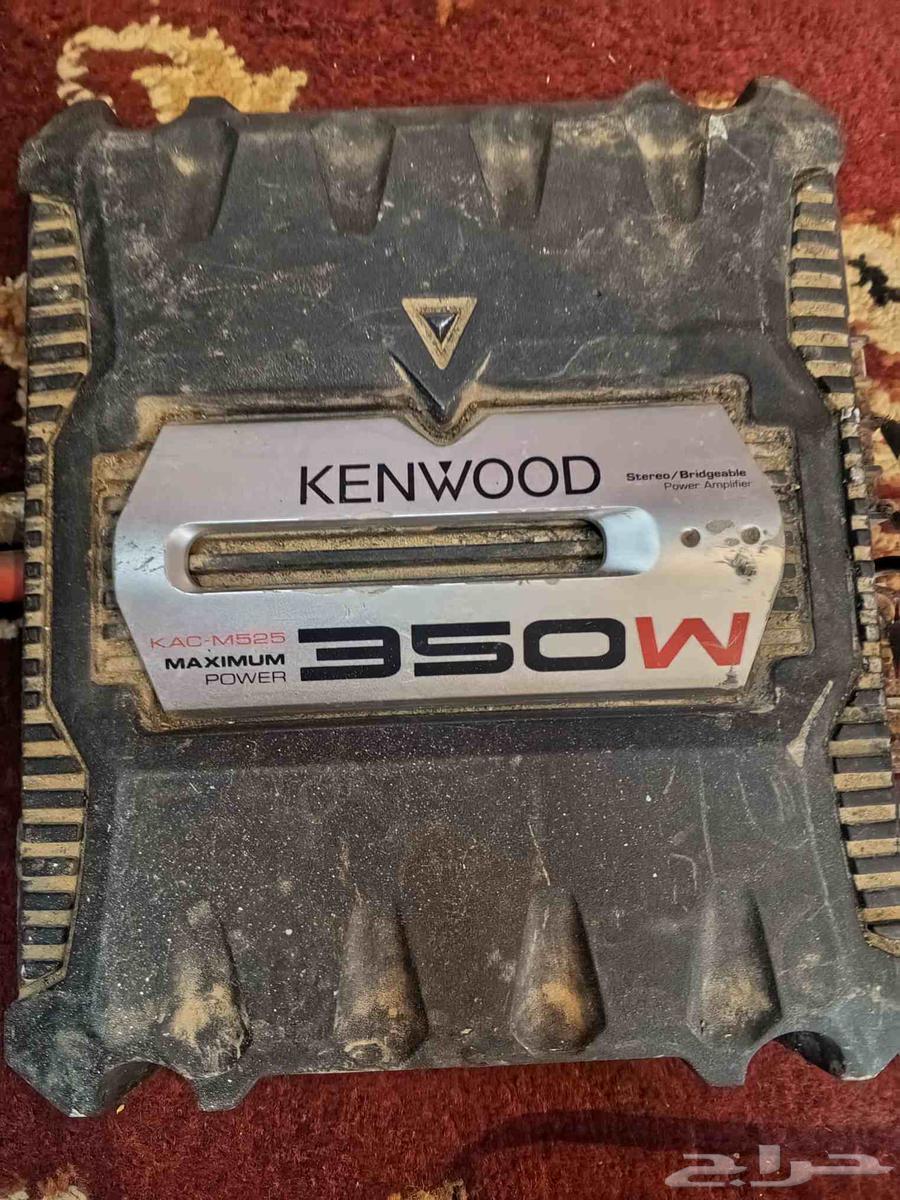 KENWOOD
Stereo/Bridgeable
Power Amplifier
KAC-M525
MAXIMUM
POWER
350W
حراج